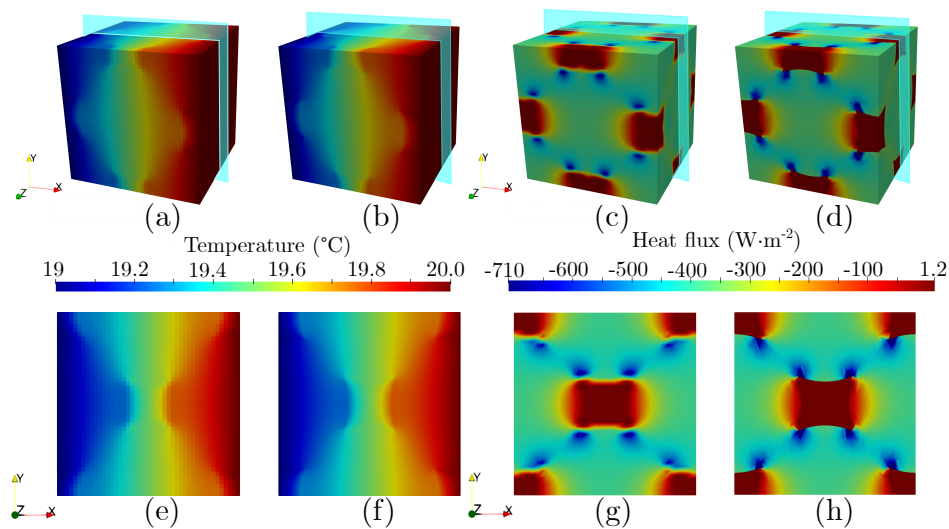 Y
X
Z
Y
X
Z
(a) (b) (c) (d)
Temperature (°C)
19 19.2 19.4 19.6 19.8 20.0
Heat flux (W·m-2)
-710 -600 -500 -400 -300 -200 -100 1.2
Y
X
Z
Y
X
Z
(e) (f) (g) (h)